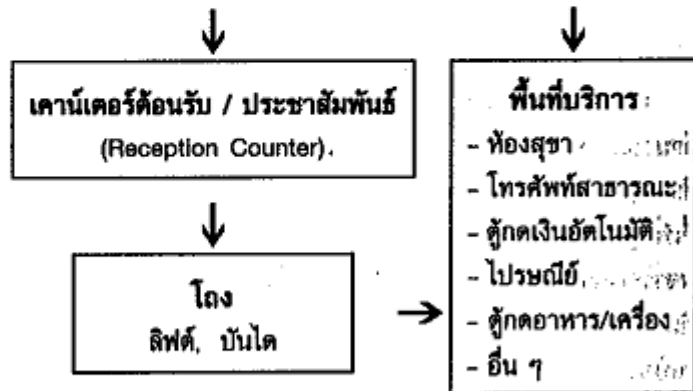 เคาน์เตอร์ต้อนรับ / ประชาสัมพันธ์
(Reception Counter).
โถง
ลิฟต์, บันได
พื้นที่บริการ :
- ห้องสุขา
- โทรศัพท์สาธารณะ
- ตู้กดเงินอัตโนมัติ
- ไปรษณีย์
- ตู้กดอาหาร/เครื่อง
- อื่น ๆ